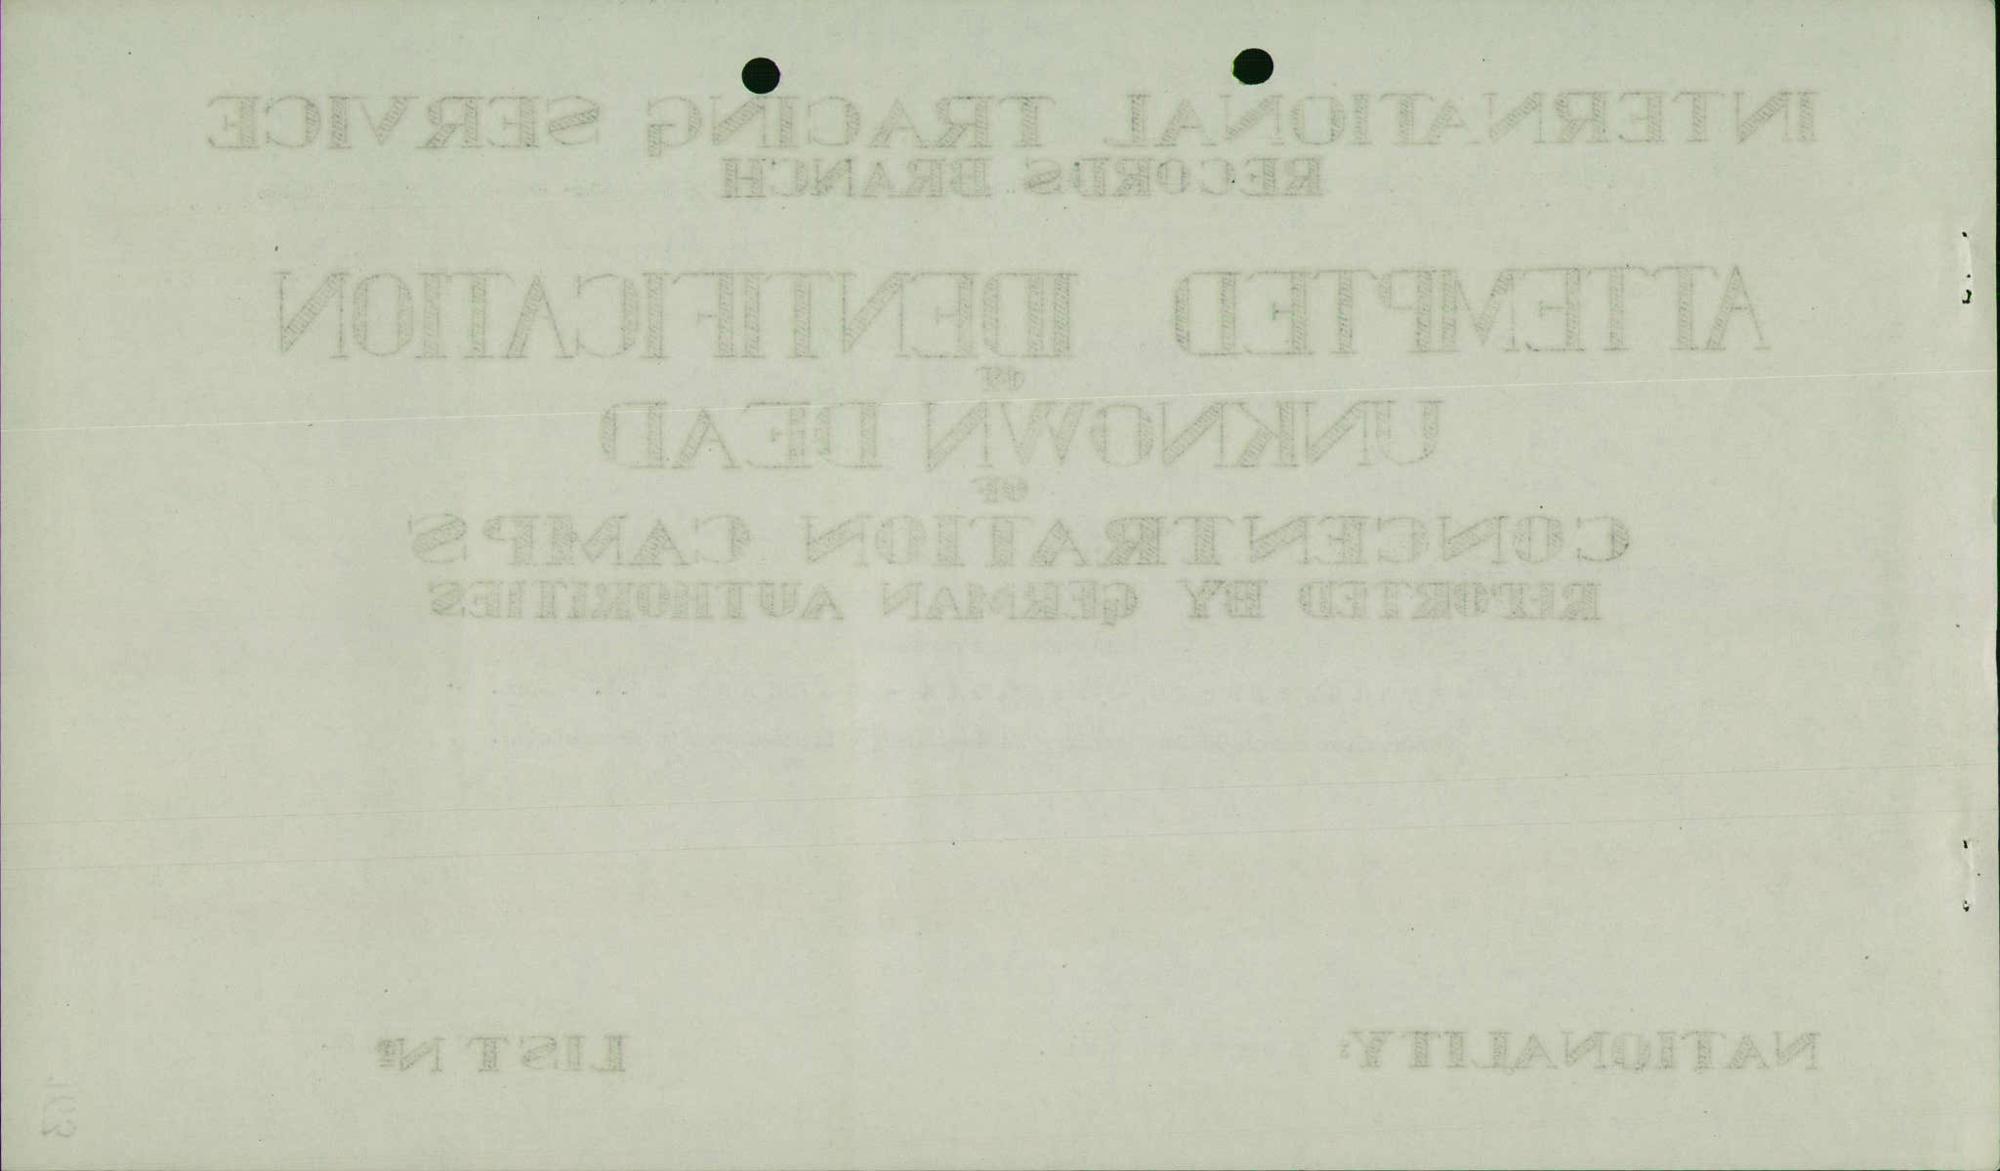 INTERNATIONAL TRACING SERVICE
RECORDS BRANCH
ATTEMPTED IDENTIFICATION
OF
UNKNOWN DEAD
OF
CONCENTRATION CAMPS
REPORTED BY GERMAN AUTHORITIES
NATIONALITY: LIST Nº
163